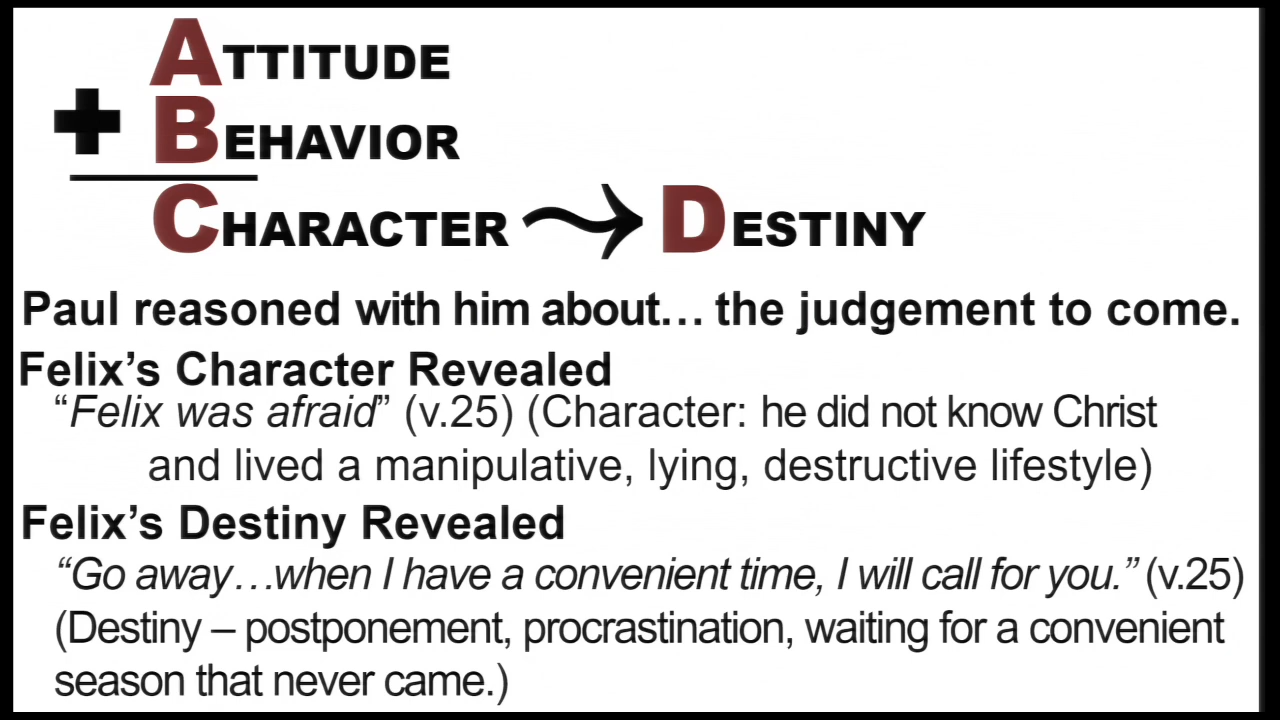 ATTITUDE
+ BEHAVIOR
CHARACTER → DESTINY
Paul reasoned with him about… the judgement to come.
Felix’s Character Revealed
“Felix was afraid” (v.25) (Character: he did not know Christ
and lived a manipulative, lying, destructive lifestyle)
Felix’s Destiny Revealed
“Go away…when I have a convenient time, I will call for you.” (v.25)
(Destiny – postponement, procrastination, waiting for a convenient
season that never came.)